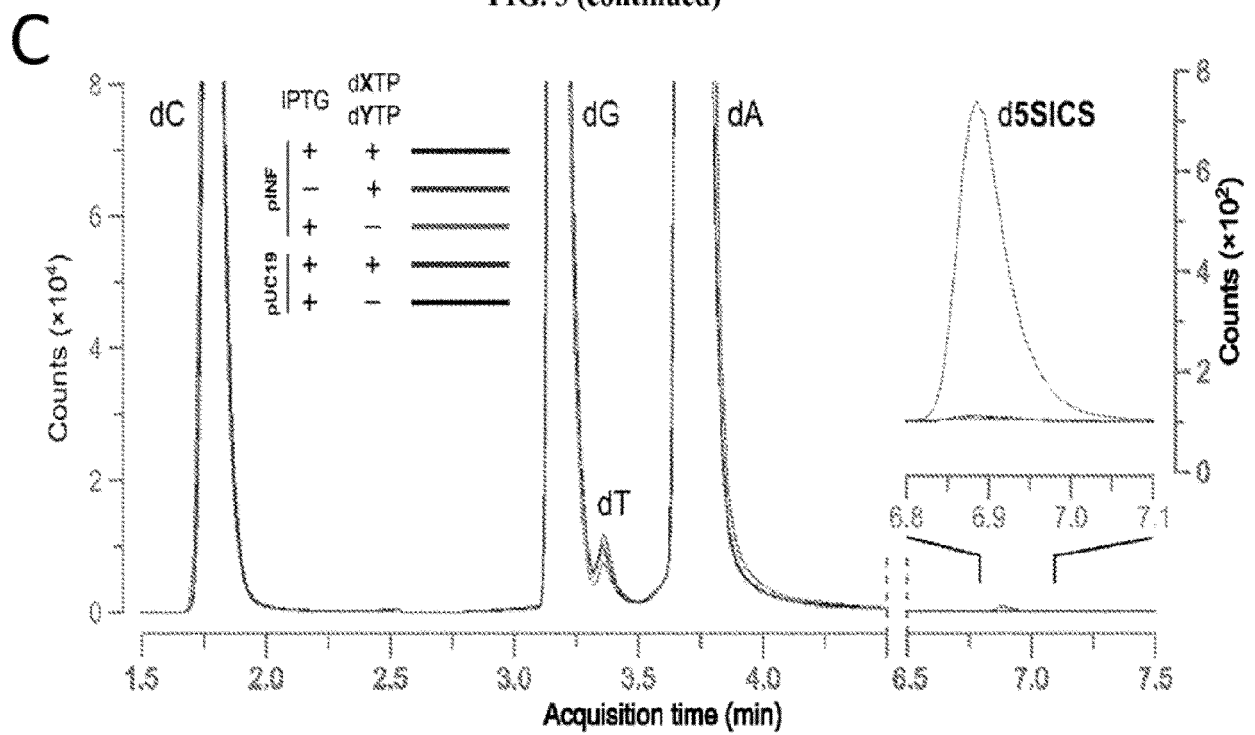 FIG. 5 (continued)
C
8
6
4
2
0
Counts (×10⁴)
dC
IPTG
dXTP
dYTP
pINF
+ +
− +
+ −
pUC19
+ +
+ −
dG
dT
dA
d5SICS
8
6
4
2
0
Counts (×10²)
6.8 6.9 7.0 7.1
1.5 2.0 2.5 3.0 3.5 4.0 6.5 7.0 7.5
Acquisition time (min)